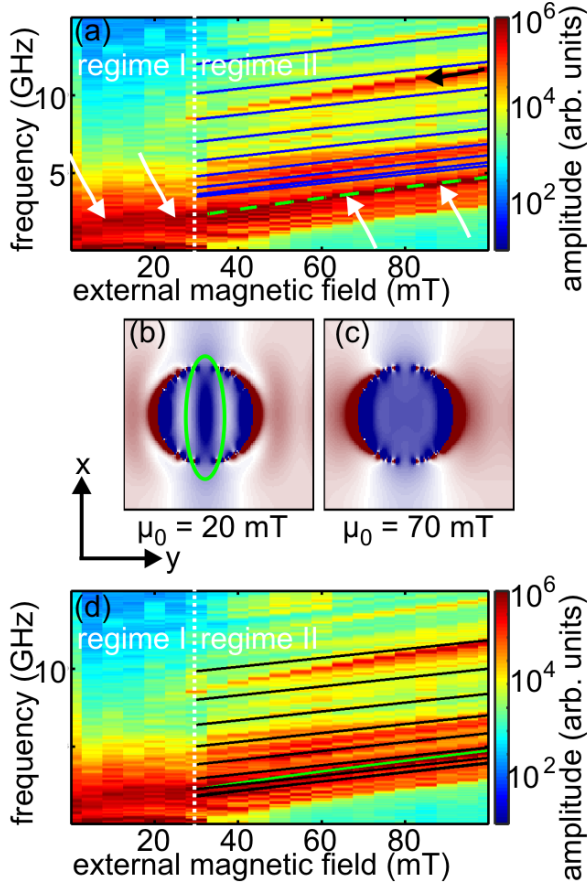 (a)
regime I regime II
frequency (GHz)
10
5
20 40 60 80
external magnetic field (mT)
10^6
10^4
10^2
amplitude (arb. units)
(b)
(c)
x
y
μ₀ = 20 mT
μ₀ = 70 mT
(d)
regime I regime II
frequency (GHz)
10
20 40 60 80
external magnetic field (mT)
10^6
10^4
10^2
amplitude (arb. units)